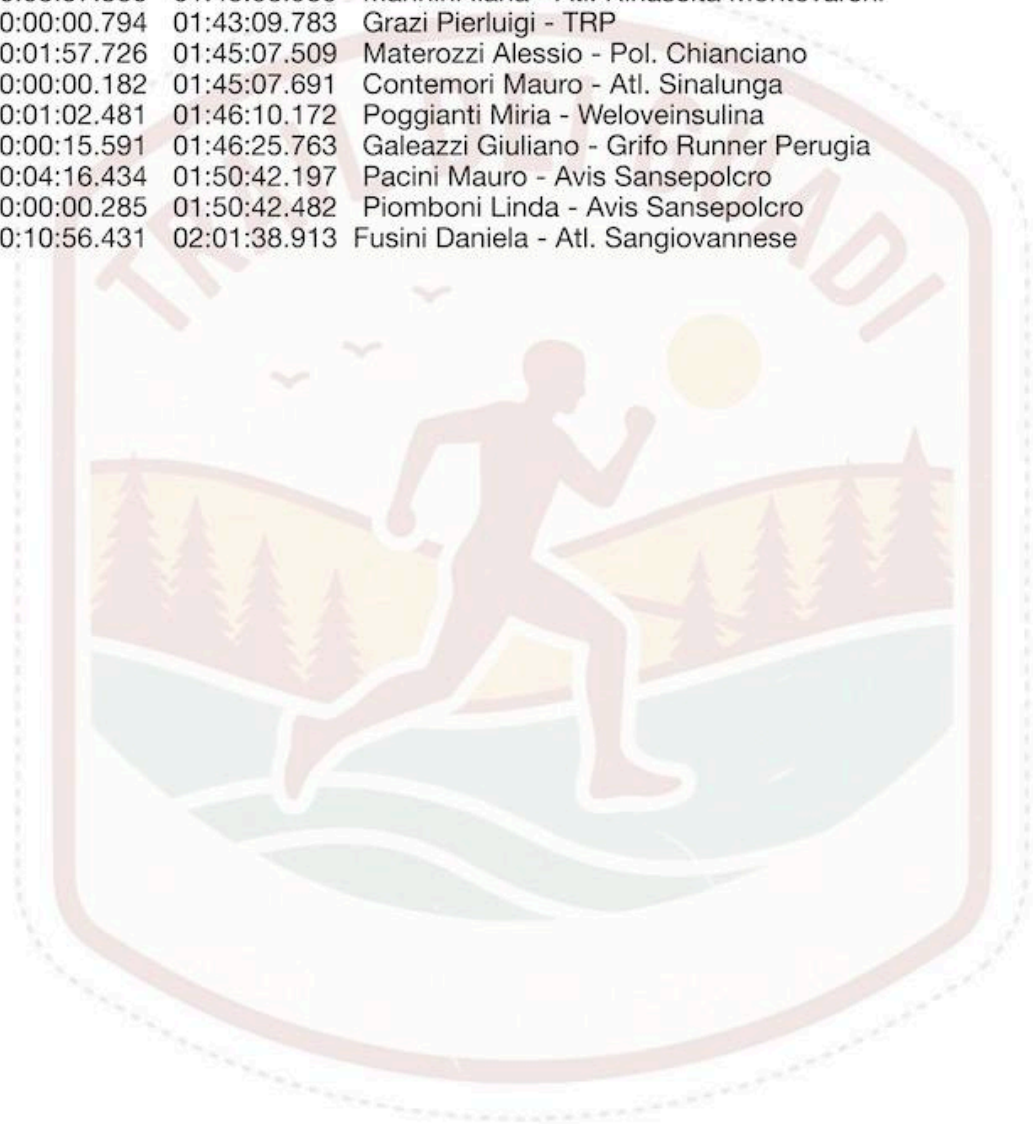 0:00:00.794 01:43:09.783 Grazi Pierluigi - TRP
0:01:57.726 01:45:07.509 Materozzi Alessio - Pol. Chianciano
0:00:00.182 01:45:07.691 Contemori Mauro - Atl. Sinalunga
0:01:02.481 01:46:10.172 Poggianti Miria - Weloveinsulina
0:00:15.591 01:46:25.763 Galeazzi Giuliano - Grifo Runner Perugia
0:04:16.434 01:50:42.197 Pacini Mauro - Avis Sansepolcro
0:00:00.285 01:50:42.482 Piomboni Linda - Avis Sansepolcro
0:10:56.431 02:01:38.913 Fusini Daniela - Atl. Sangiovannese